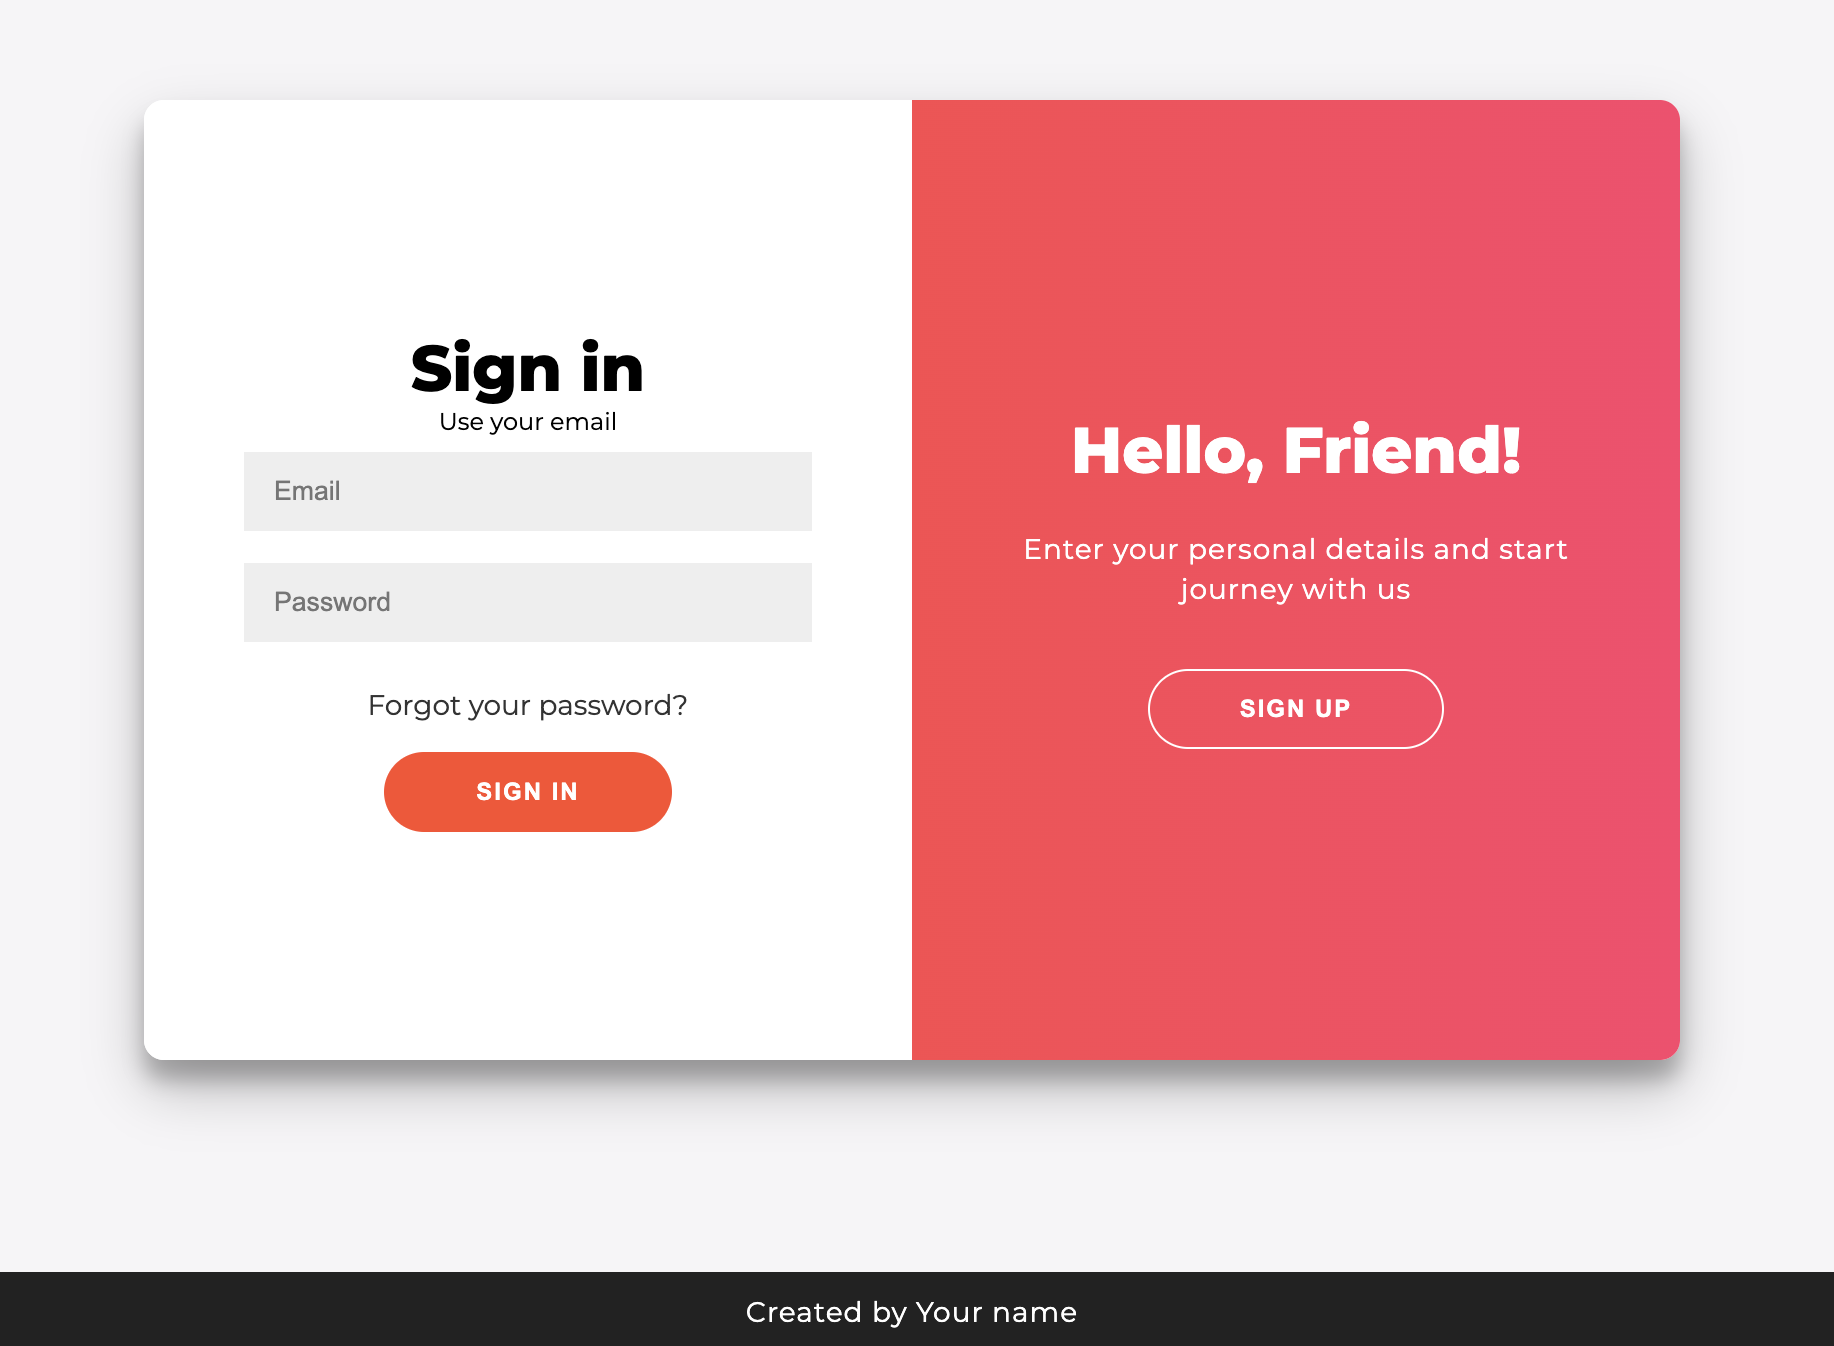 Sign in
Use your email
Email
Password
Forgot your password?
SIGN IN
Hello, Friend!
Enter your personal details and start
journey with us
SIGN UP
Created by Your name